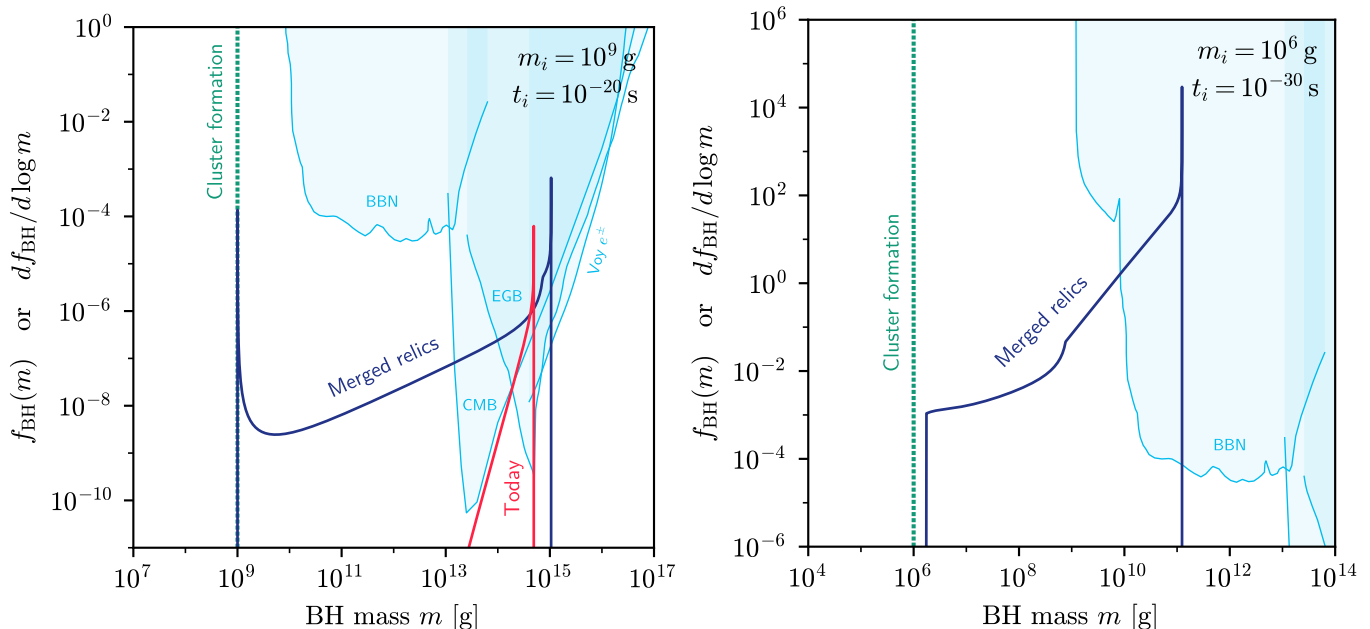 10^0
10^{-2}
10^{-4}
10^{-6}
10^{-8}
10^{-10}
f_BH(m) or df_BH/d log m
Cluster formation
m_i = 10^9 g
t_i = 10^{-20} s
BBN
Voy e^±
EGB
Merged relics
CMB
Today
10^7 10^9 10^11 10^13 10^15 10^17
BH mass m [g]
10^6
10^4
10^2
10^0
10^{-2}
10^{-4}
10^{-6}
f_BH(m) or df_BH/d log m
m_i = 10^6 g
t_i = 10^{-30} s
Cluster formation
Merged relics
BBN
10^4 10^6 10^8 10^10 10^12 10^14
BH mass m [g]